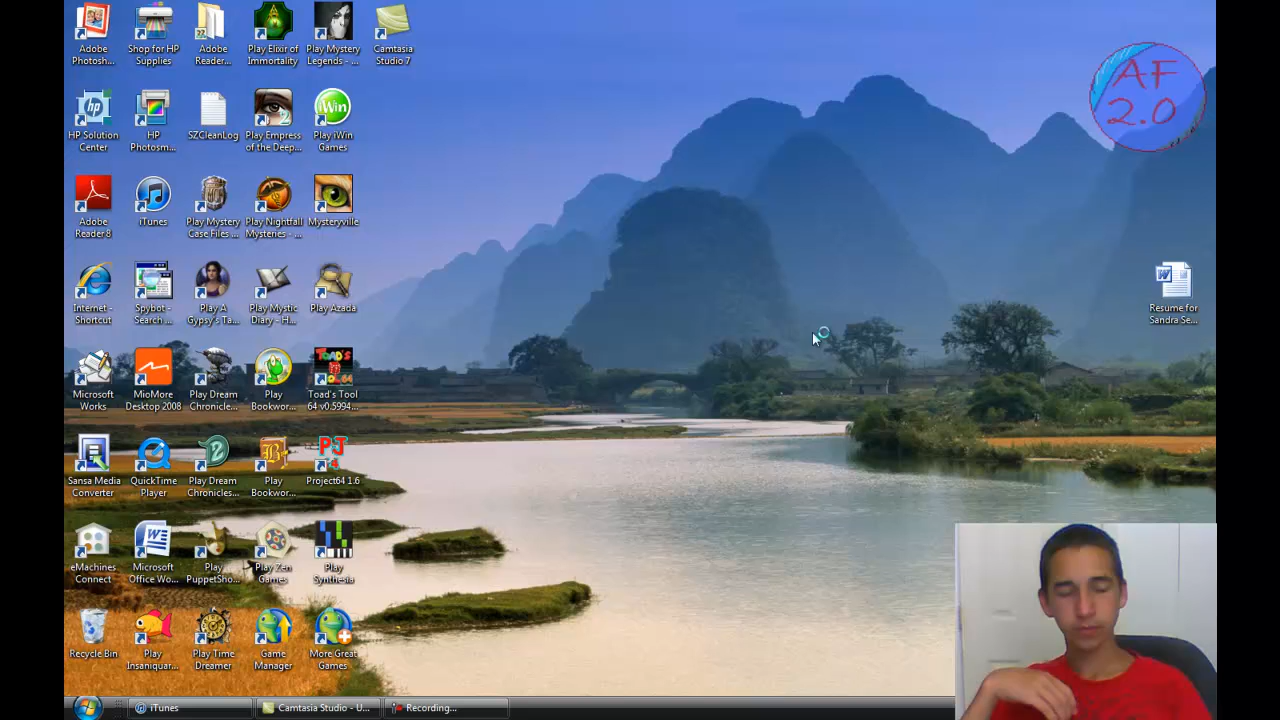 Adobe
Photosh...
Shop for HP
Supplies
Adobe
Reader...
Play Elixir of
Immortality
Play Mystery
Legends - ...
Camtasia
Studio 7
AF
2.0
HP Solution
Center
HP
Photosm...
SZCleanLog
Play Empress
of the Deep...
iWin
Play iWin
Games
Adobe
Reader 8
iTunes
Play Mystery
Case Files ...
Play Nightfall
Mysteries - ...
Mysteryville
Internet -
Shortcut
Spybot -
Search ...
Play A
Gypsy's Ta...
Play Mystic
Diary - H...
Play Azada
Resume for
Sandra Se...
Microsoft
Works
MioMore
Desktop 2008
Play Dream
Chronicle...
Play
Bookwor...
TOAD'S
TOOL 64
Toad's Tool
64 v0.5994...
Sansa Media
Converter
QuickTime
Player
Play Dream
Chronicles...
Play
Bookwor...
PJ
Project64 1.6
eMachines
Connect
Microsoft
Office Wo...
Play
PuppetSho...
Play Zen
Games
Play
Synthesia
Recycle Bin
Play
Insaniquar...
Play Time
Dreamer
Game
Manager
More Great
Games
iTunes
Camtasia Studio - U...
Recording...